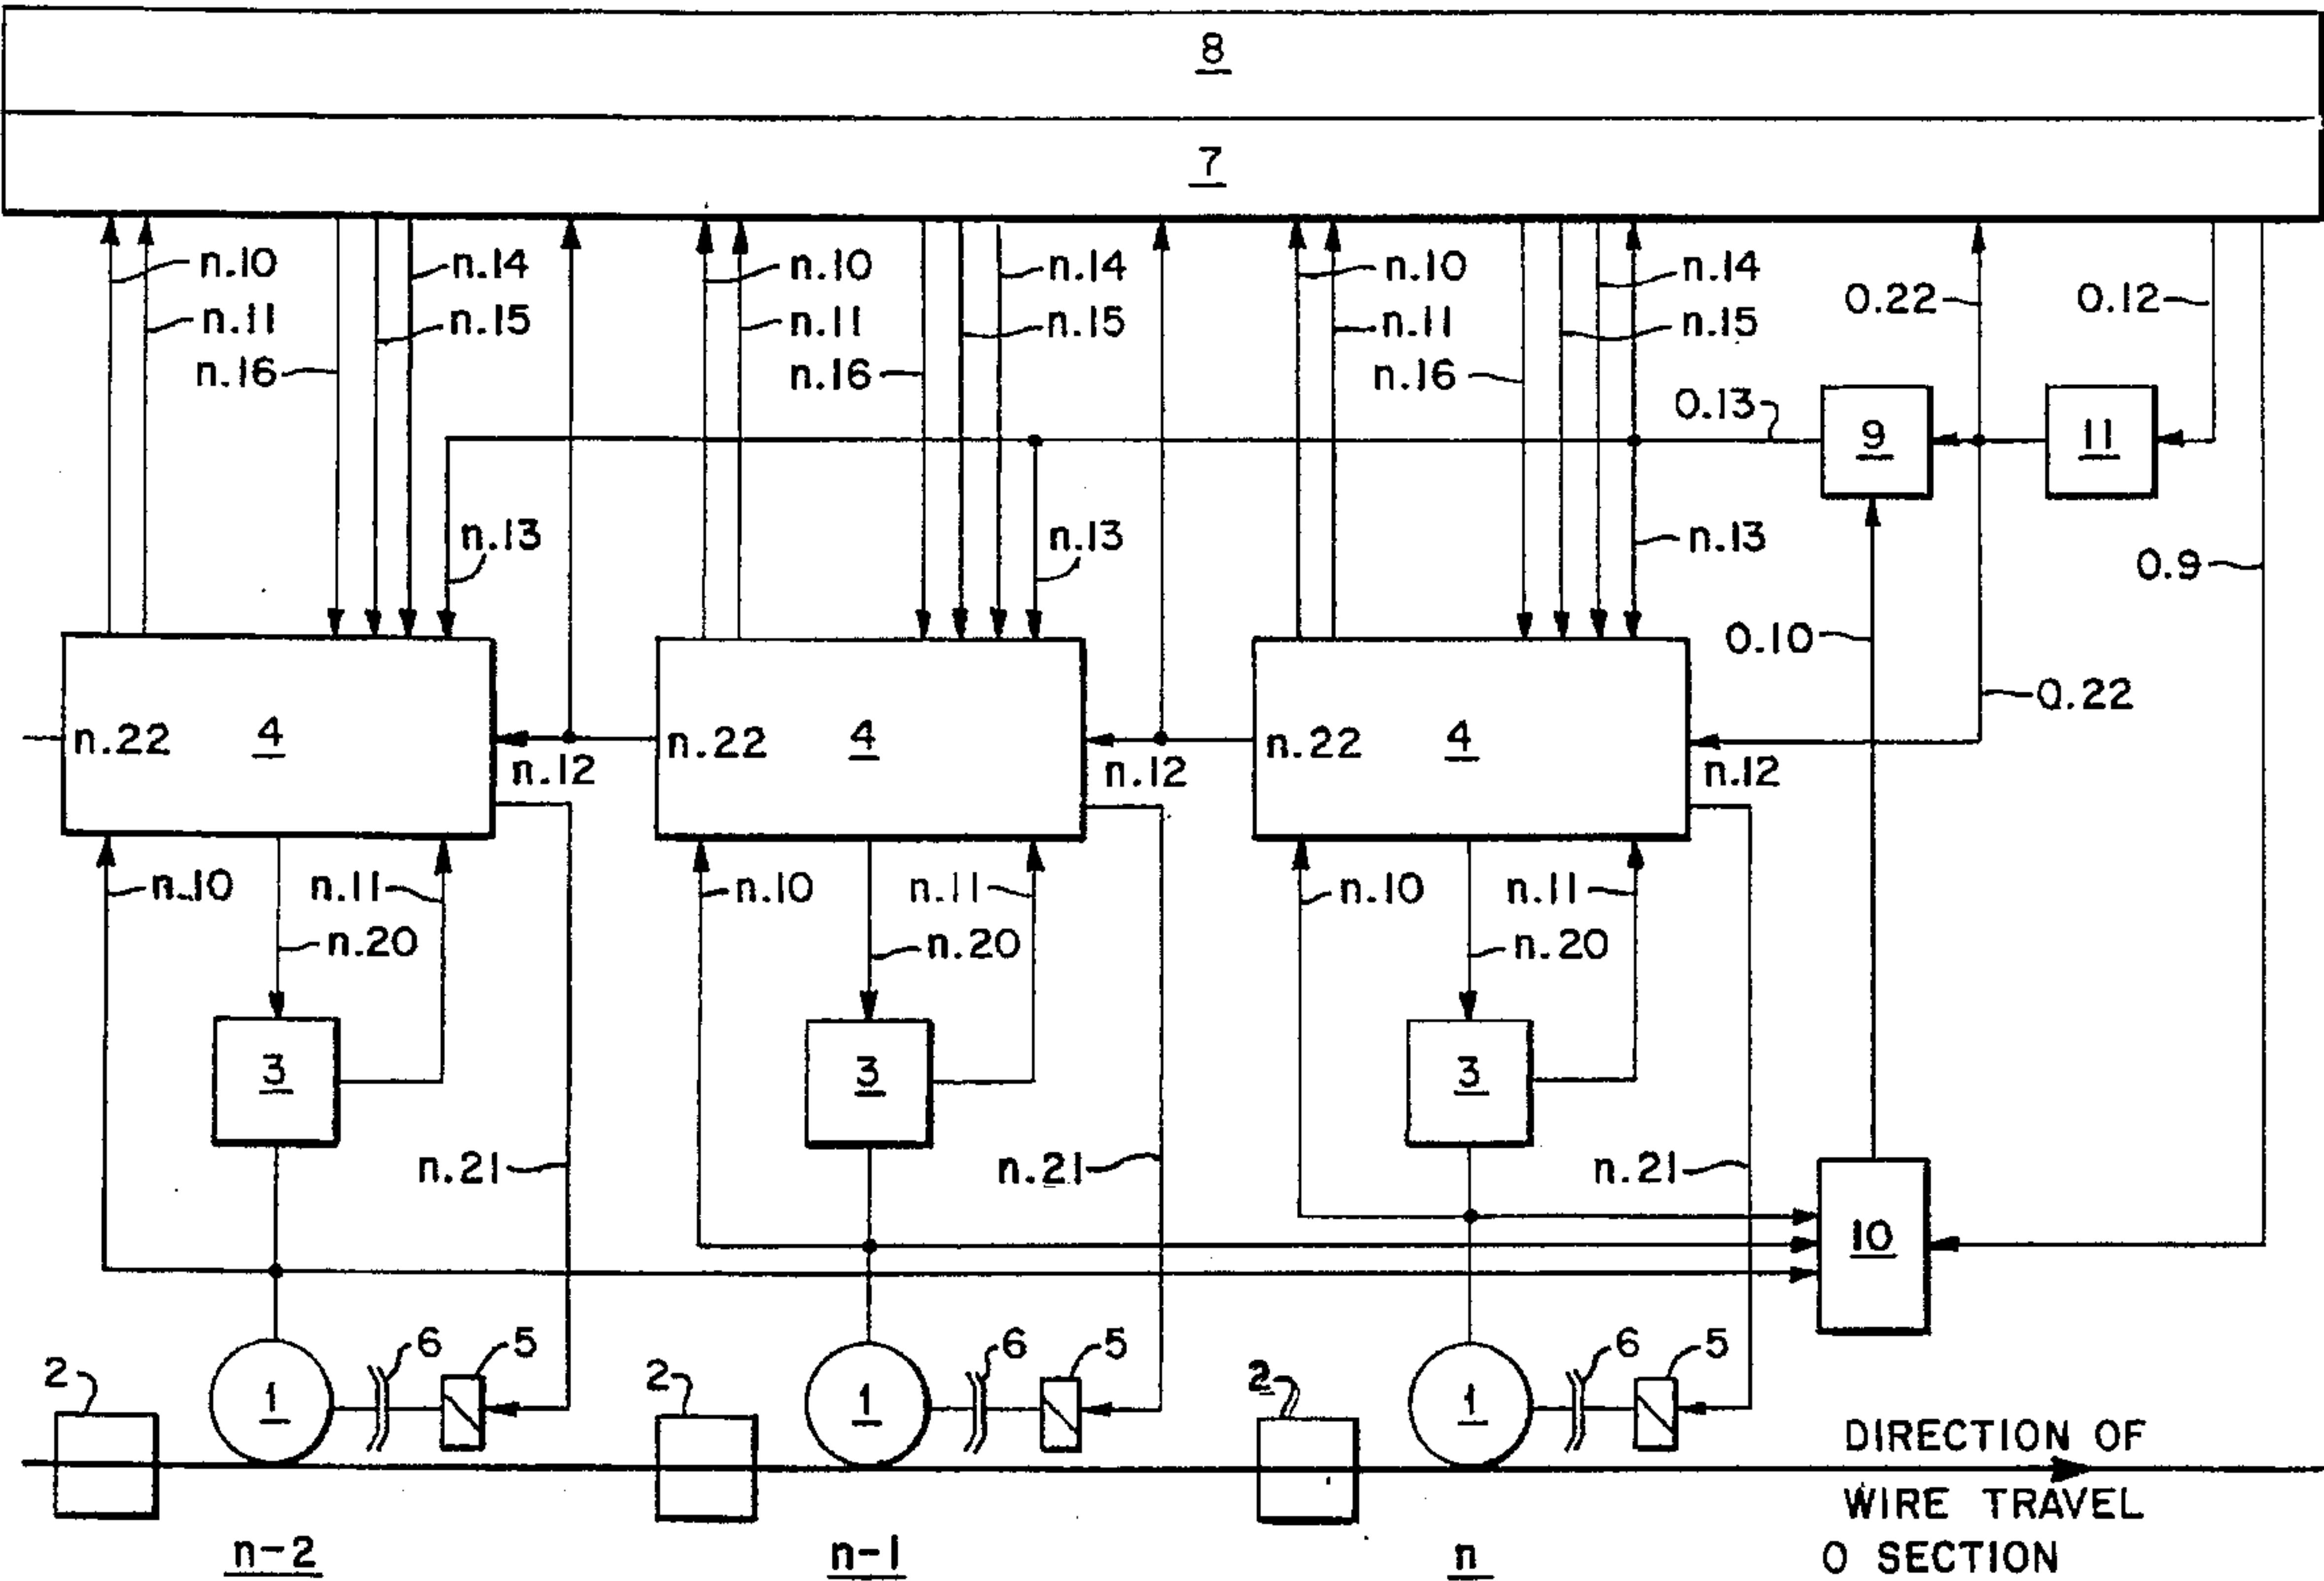 8
7
n.10 n.14 n.10 n.14 n.10 n.14
0.22 0.12
n.11 n.15 n.11 n.15 n.11 n.15
n.16 n.16 n.16
0.13
9 11
n.13 n.13 n.13
0.9
0.10
0.22
n.22 4 n.22 4 n.22 4
n.12 n.12 n.12
n.10 n.11 n.10 n.11 n.10 n.11
n.20 n.20 n.20
3 3 3
n.21 n.21 n.21
10
2 6 5 2 6 5 2 6 5
1 1 1
DIRECTION OF
WIRE TRAVEL
0 SECTION
n-2 n-1 n